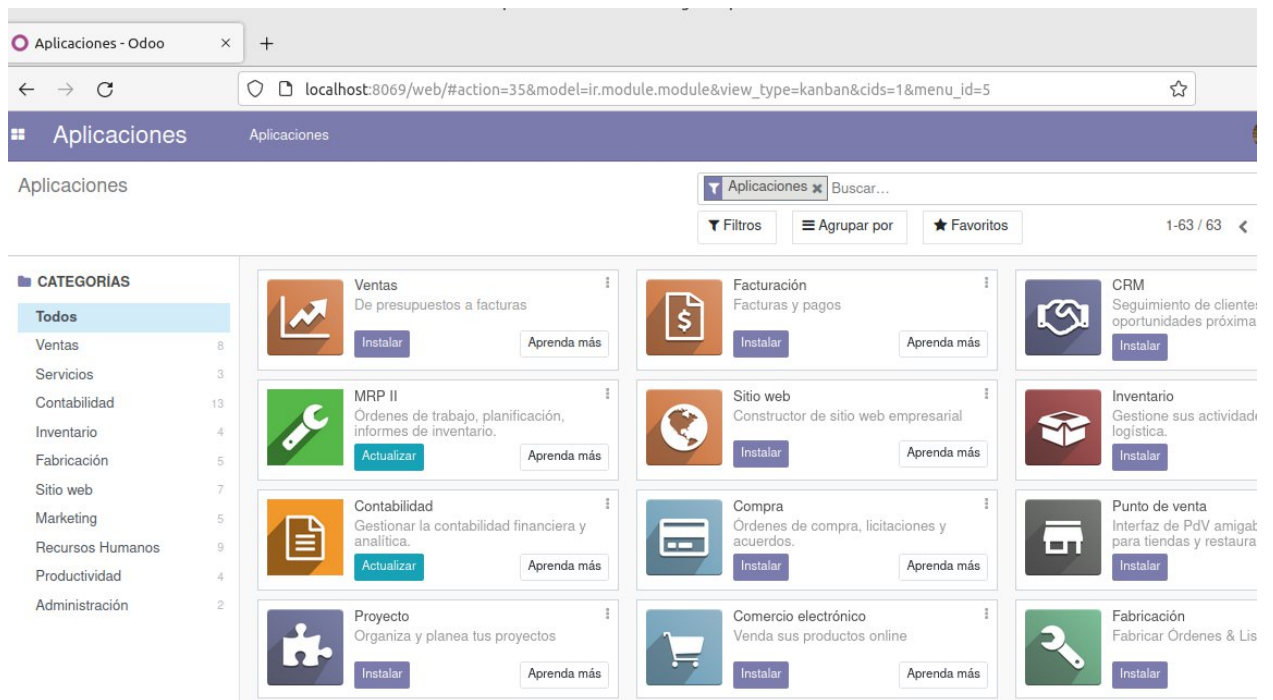 Aplicaciones - Odoo
localhost:8069/web/#action=35&model=ir.module.module&view_type=kanban&cids=1&menu_id=5
Aplicaciones Aplicaciones
Aplicaciones
Aplicaciones Buscar...
Filtros Agrupar por Favoritos 1-63 / 63
CATEGORÍAS
Todos
Ventas 8
Servicios 3
Contabilidad 13
Inventario 4
Fabricación 5
Sitio web 7
Marketing 5
Recursos Humanos 9
Productividad 4
Administración 2
Ventas
De presupuestos a facturas
Instalar Aprenda más
Facturación
Facturas y pagos
Instalar Aprenda más
CRM
Seguimiento de clientes
oportunidades próxima
Instalar
MRP II
Órdenes de trabajo, planificación,
informes de inventario.
Actualizar Aprenda más
Sitio web
Constructor de sitio web empresarial
Instalar Aprenda más
Inventario
Gestione sus actividade
logística.
Instalar
Contabilidad
Gestionar la contabilidad financiera y
analítica.
Actualizar Aprenda más
Compra
Órdenes de compra, licitaciones y
acuerdos.
Instalar Aprenda más
Punto de venta
Interfaz de PdV amigab
para tiendas y restaura
Instalar
Proyecto
Organiza y planea tus proyectos
Instalar Aprenda más
Comercio electrónico
Venda sus productos online
Instalar Aprenda más
Fabricación
Fabricar Órdenes & Lis
Instalar